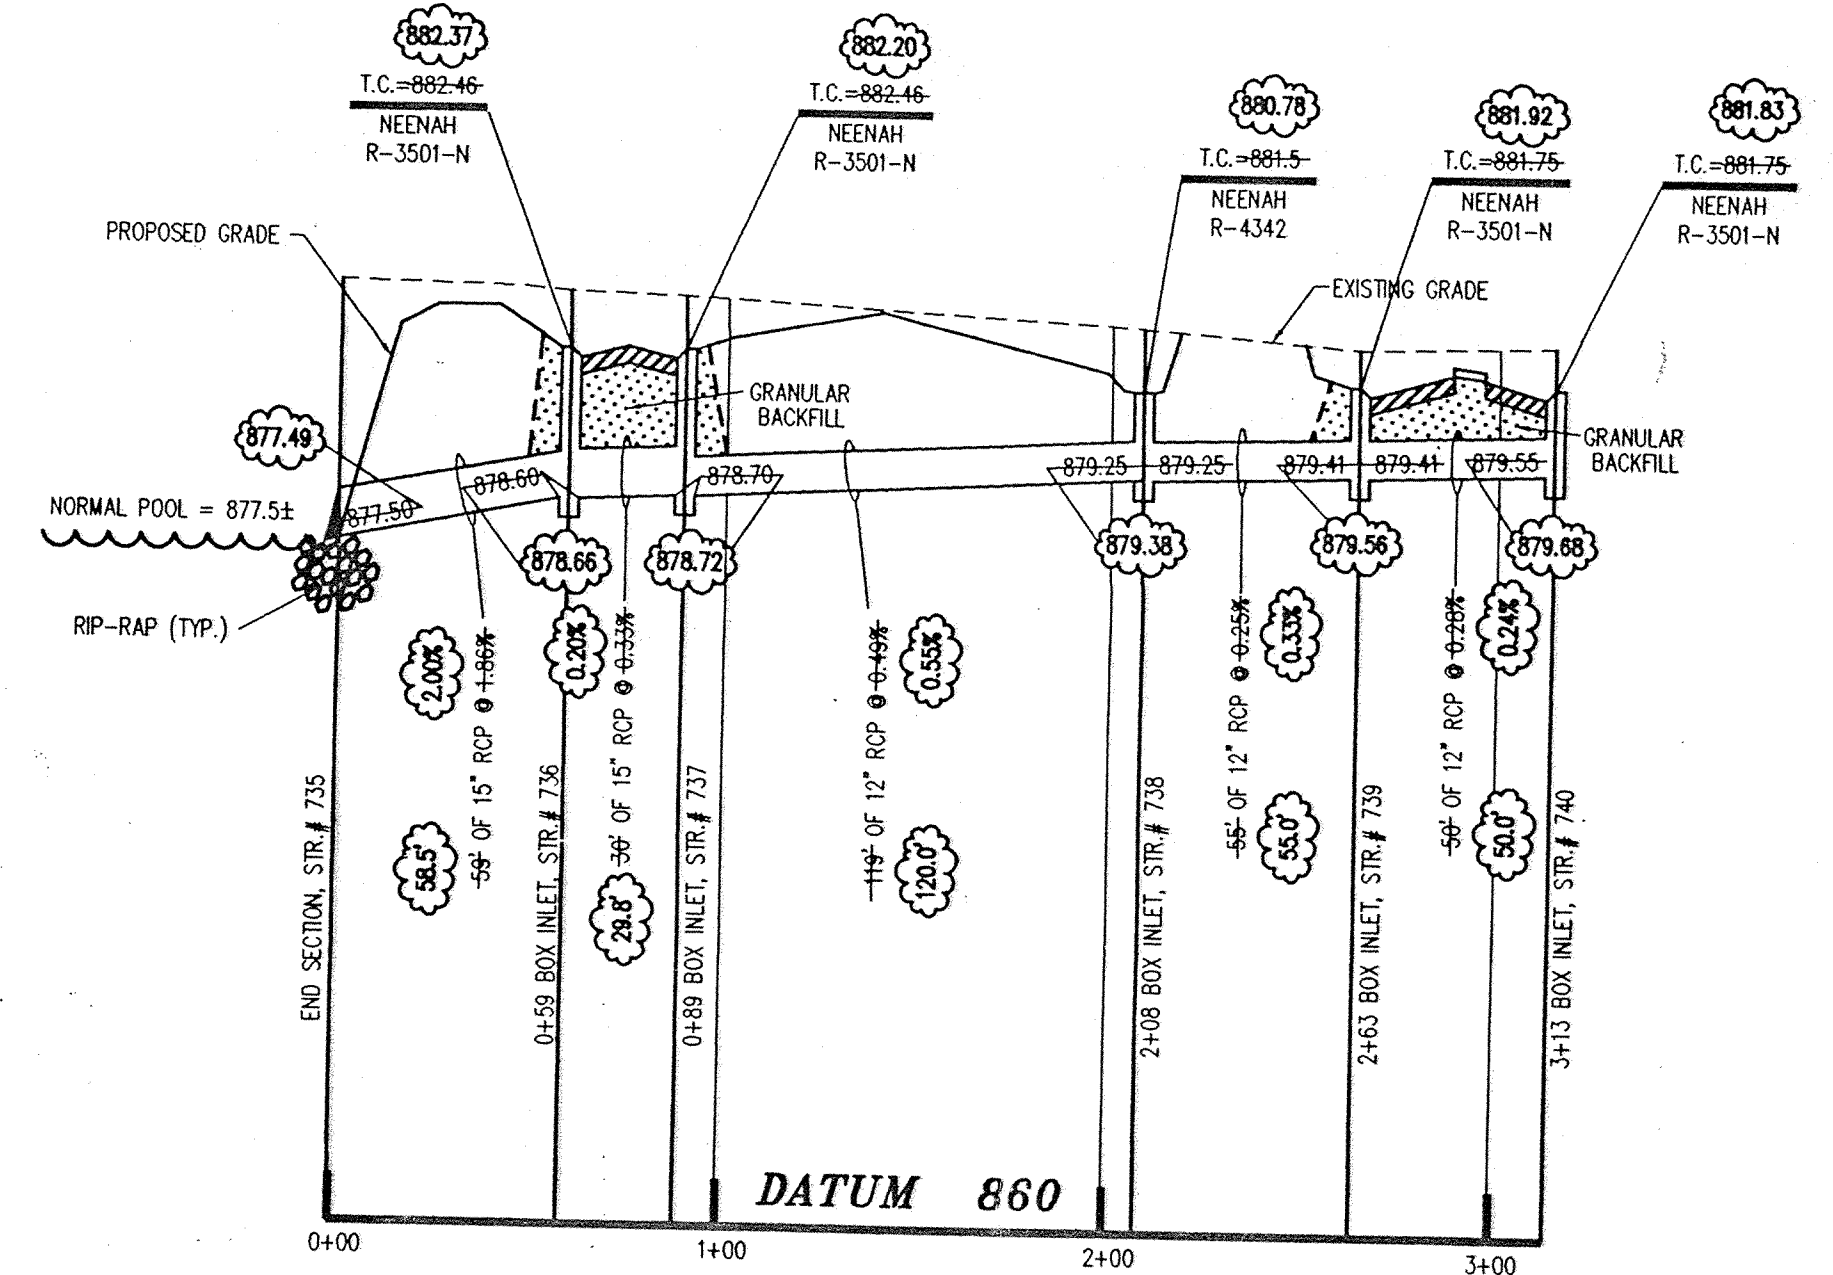 882.37
T.C.=882.46
NEENAH
R-3501-N
882.20
T.C.=882.46
NEENAH
R-3501-N
880.78
T.C.=881.5
NEENAH
R-4342
881.92
T.C.=881.75
NEENAH
R-3501-N
881.83
T.C.=881.75
NEENAH
R-3501-N
PROPOSED GRADE
EXISTING GRADE
GRANULAR
BACKFILL
GRANULAR
BACKFILL
877.49
NORMAL POOL = 877.5±
877.50
878.60
878.70
879.25
879.25
879.41
879.41
879.55
878.66
878.72
879.38
879.56
879.68
RIP-RAP (TYP.)
END SECTION, STR.# 735
2.00%
58.5'
59' OF 15" RCP @ 1.86%
0+59 BOX INLET, STR.# 736
0.20%
30' OF 15" RCP @ 0.33%
29.8'
0+89 BOX INLET, STR.# 737
119' OF 12" RCP @ 0.49%
0.55%
120.0'
2+08 BOX INLET, STR.# 738
55' OF 12" RCP @ 0.25%
0.33%
55.0'
2+63 BOX INLET, STR.# 739
50' OF 12" RCP @ 0.28%
0.24%
50.0'
3+13 BOX INLET, STR.# 740
DATUM 860
0+00
1+00
2+00
3+00